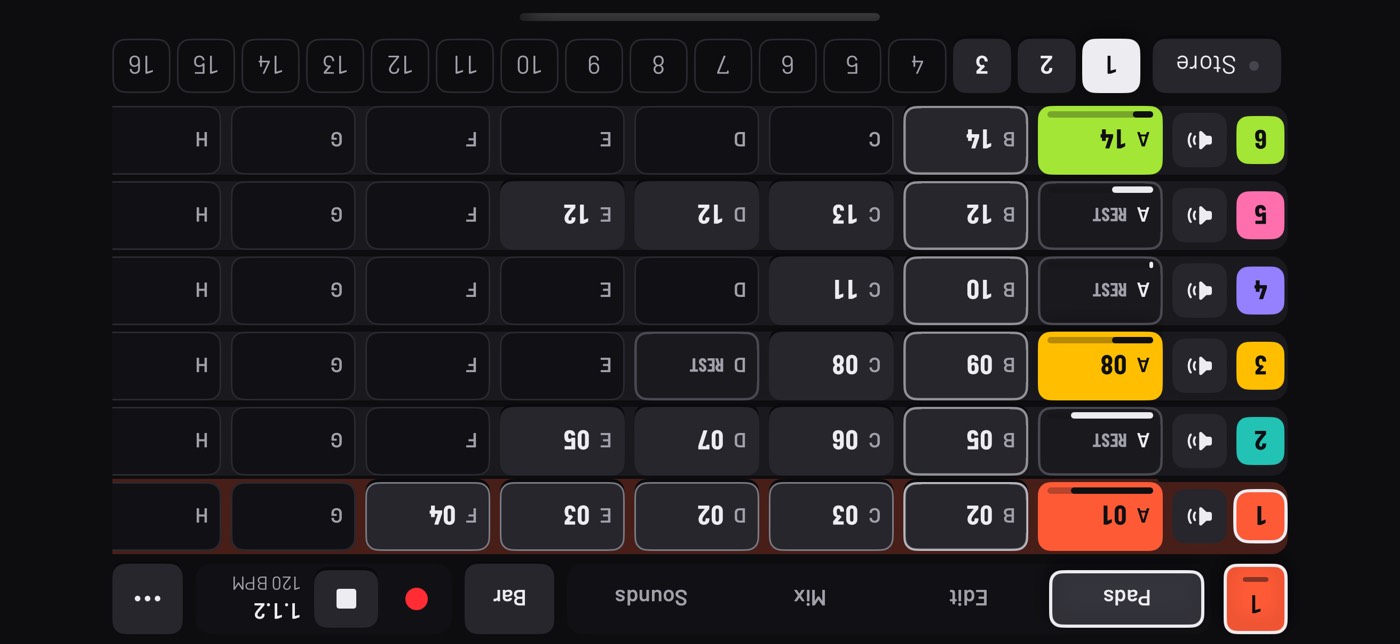 1 Pads Edit Mix Sounds Bar 1.1.2
120 BPM
1 A 01 B 02 C 03 D 02 E 03 F 04 G H
2 A REST B 05 C 06 D 07 E 05 F G H
3 A 08 B 09 C 08 D REST E F G H
4 A REST B 10 C 11 D E F G H
5 A REST B 12 C 13 D 12 E 12 F G H
6 A 14 B 14 C D E F G H
Store 1 2 3 4 5 6 7 8 9 10 11 12 13 14 15 16